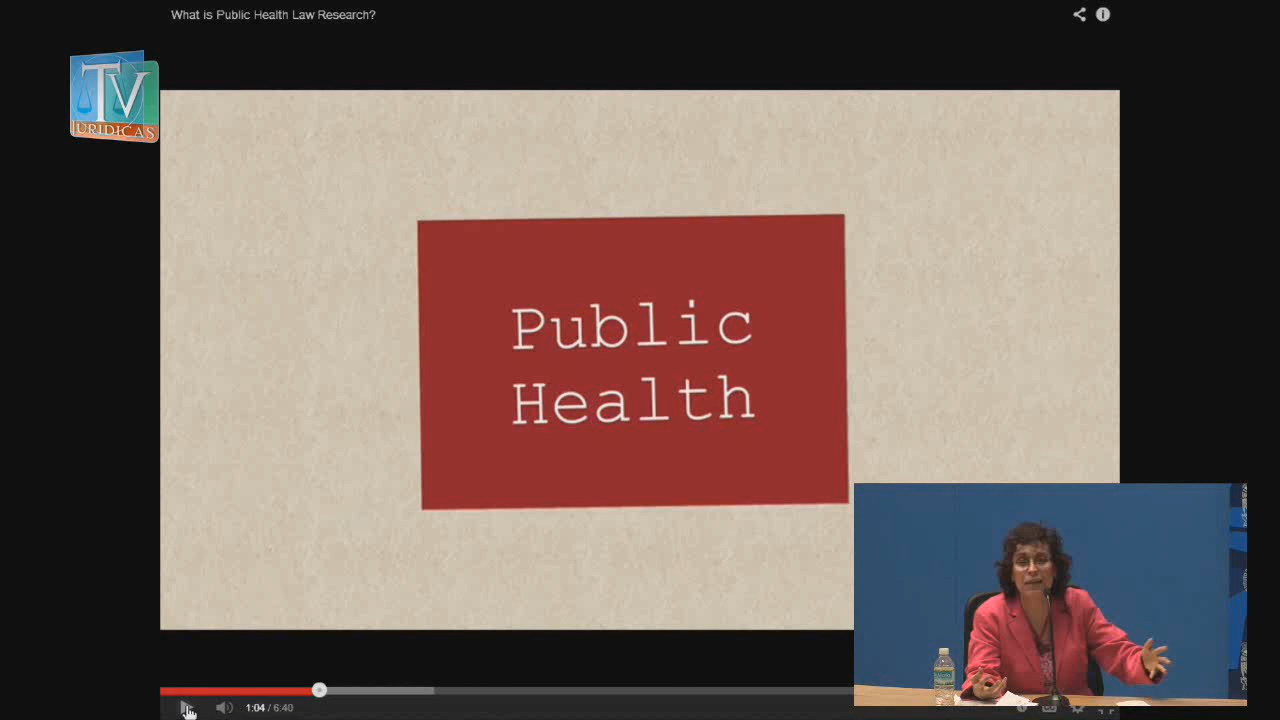 What is Public Health Law Research?
TV
JURIDICAS
Public
Health
1:04 / 6:40